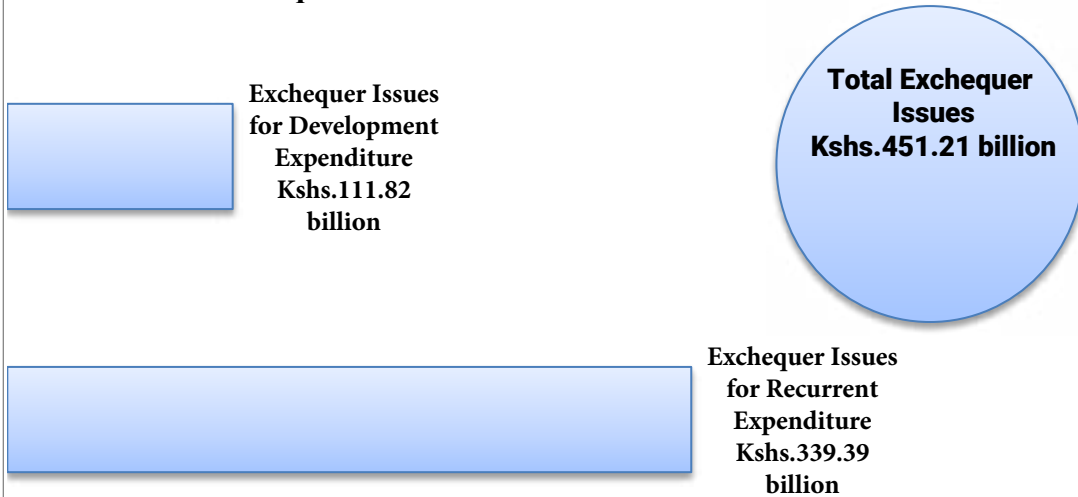 Exchequer Issues
for Development
Expenditure
Kshs.111.82
billion
Total Exchequer
Issues
Kshs.451.21 billion
Exchequer Issues
for Recurrent
Expenditure
Kshs.339.39
billion